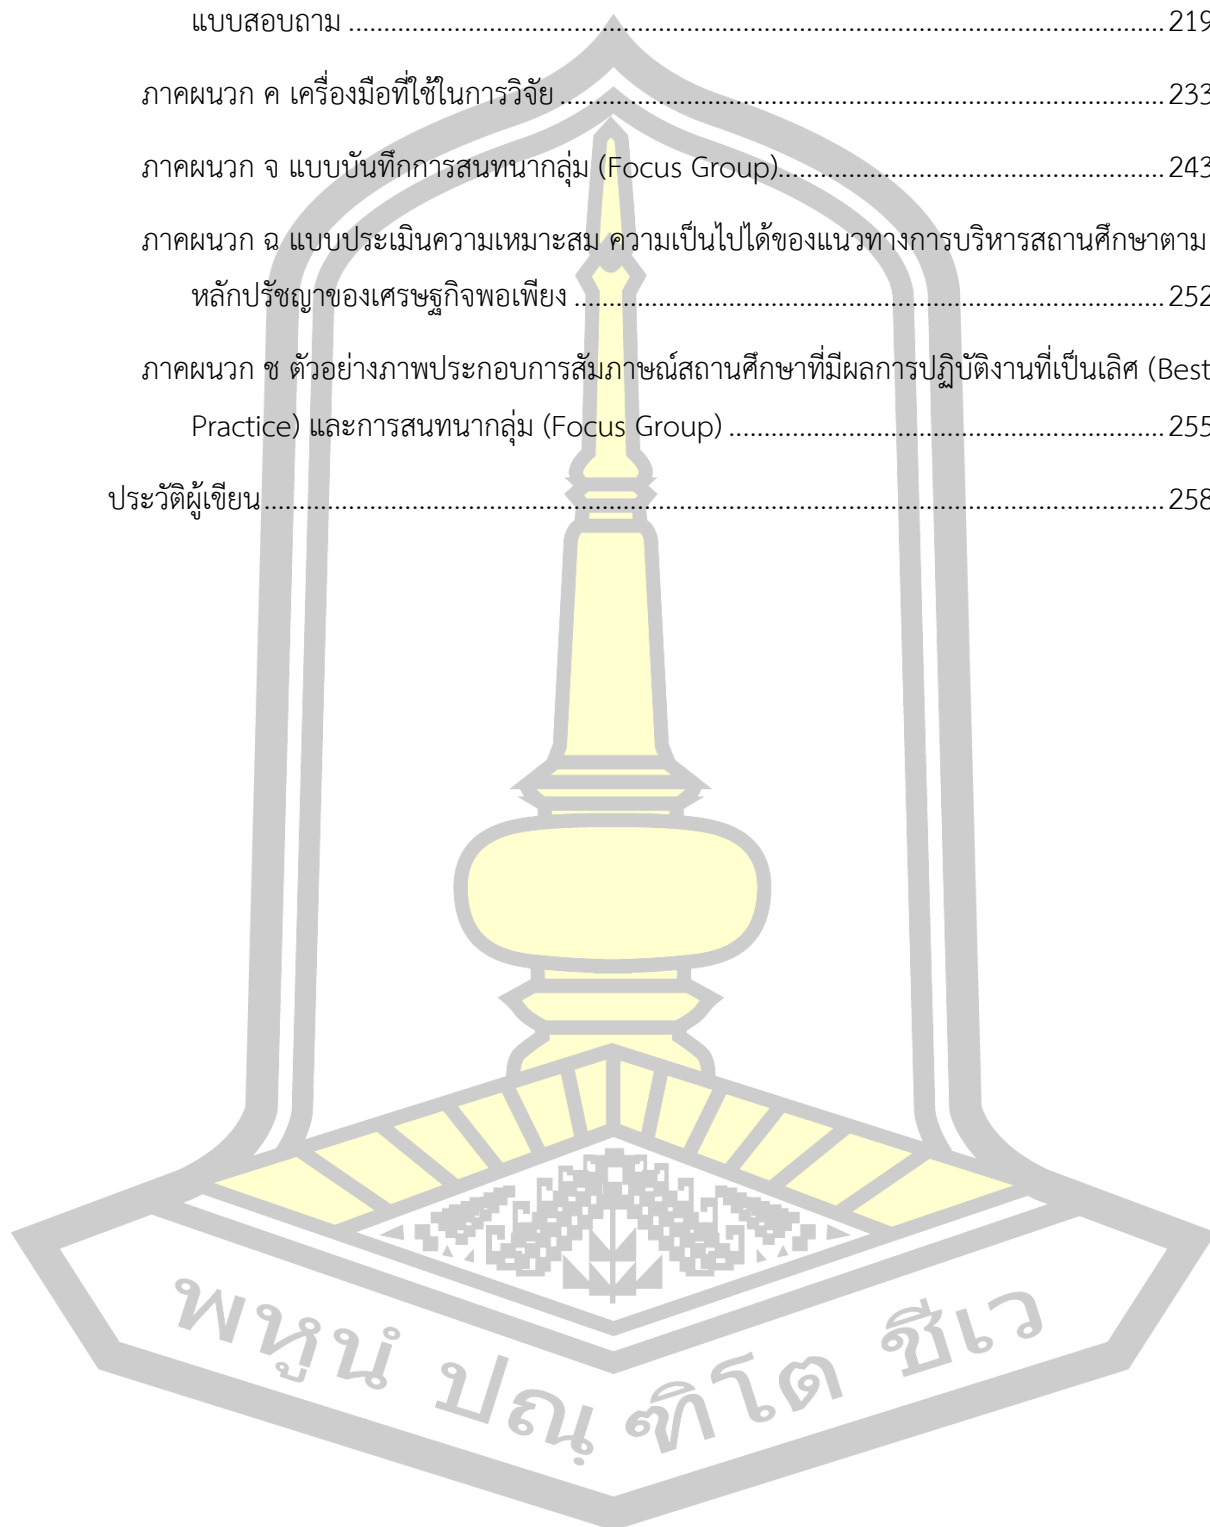 แบบสอบถาม ........ 219
ภาคผนวก ค เครื่องมือที่ใช้ในการวิจัย ........ 233
ภาคผนวก จ แบบบันทึกการสนทนากลุ่ม (Focus Group) ........ 243
ภาคผนวก ฉ แบบประเมินความเหมาะสม ความเป็นไปได้ของแนวทางการบริหารสถานศึกษาตาม
หลักปรัชญาของเศรษฐกิจพอเพียง ........ 252
ภาคผนวก ช ตัวอย่างภาพประกอบการสัมภาษณ์สถานศึกษาที่มีผลการปฏิบัติงานที่เป็นเลิศ (Best
Practice) และการสนทนากลุ่ม (Focus Group) ........ 255
ประวัติผู้เขียน ........ 258
พหูนํ ปณฺฑิโต ชีเว